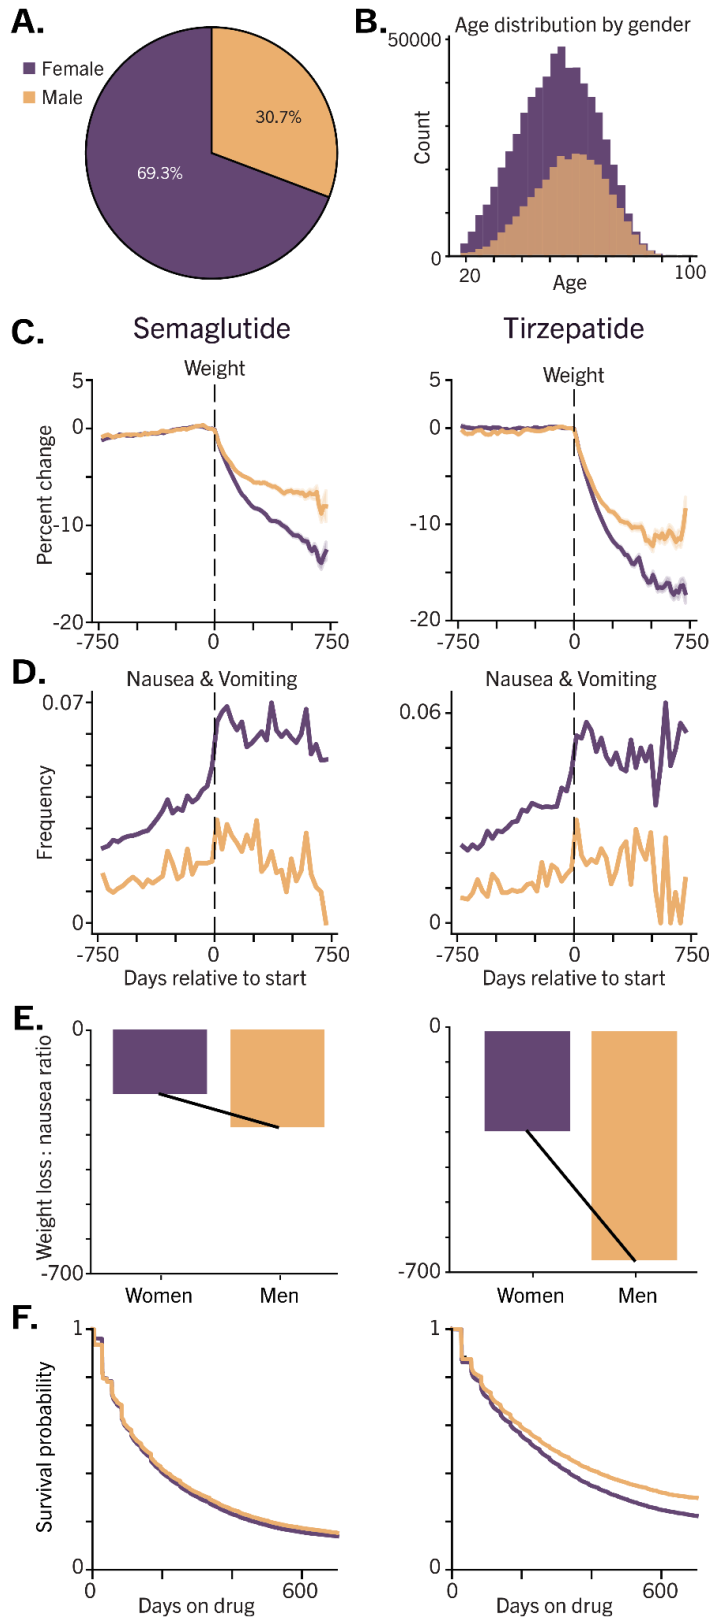 A.
Female
Male
30.7%
69.3%
B.
Age distribution by gender
50000
Count
0
20
100
Age
C.
Semaglutide
Tirzepatide
Weight
5
0
-10
-20
Percent change
-750
0
750
Weight
5
0
-10
-20
-750
0
750
D.
Nausea & Vomiting
0.07
0
Frequency
-750
0
750
Days relative to start
Nausea & Vomiting
0.06
0
-750
0
750
Days relative to start
E.
0
-700
Weight loss : nausea ratio
Women
Men
0
-700
Women
Men
F.
1
0
Survival probability
0
600
Days on drug
1
0
0
600
Days on drug